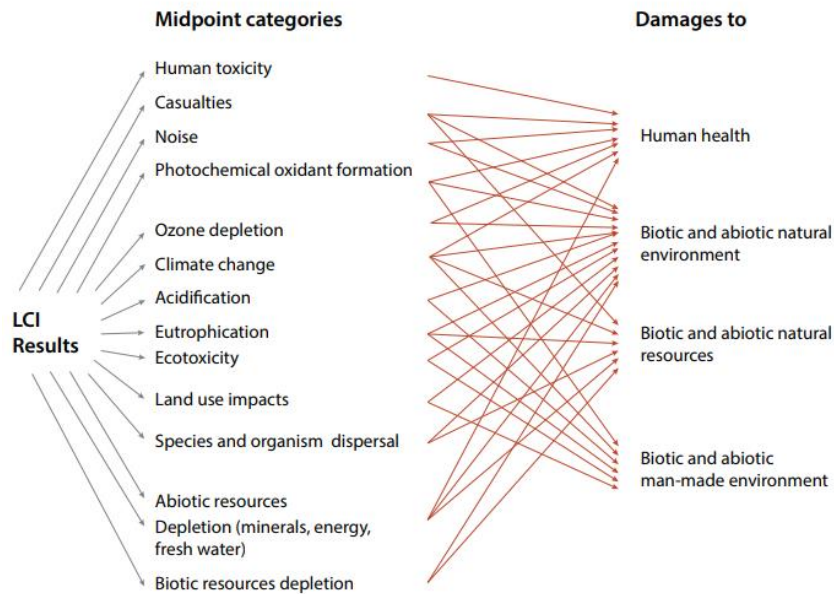 Midpoint categories
Damages to
Human toxicity
Casualties
Noise
Photochemical oxidant formation
Ozone depletion
Climate change
Acidification
Eutrophication
Ecotoxicity
Land use impacts
Species and organism dispersal
Abiotic resources
Depletion (minerals, energy,
fresh water)
Biotic resources depletion
LCI
Results
Human health
Biotic and abiotic natural
environment
Biotic and abiotic natural
resources
Biotic and abiotic
man-made environment